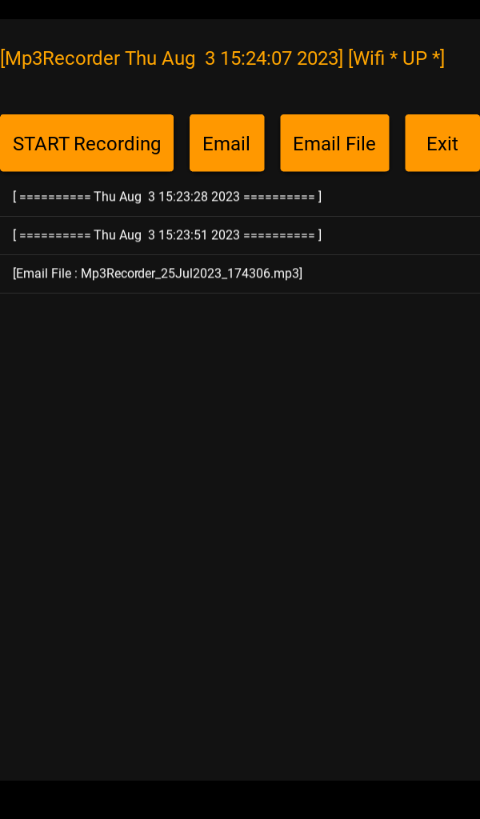 [Mp3Recorder Thu Aug  3 15:24:07 2023] [Wifi * UP *]
START Recording Email Email File Exit
[ ========== Thu Aug  3 15:23:28 2023 ========== ]
[ ========== Thu Aug  3 15:23:51 2023 ========== ]
[Email File : Mp3Recorder_25Jul2023_174306.mp3]